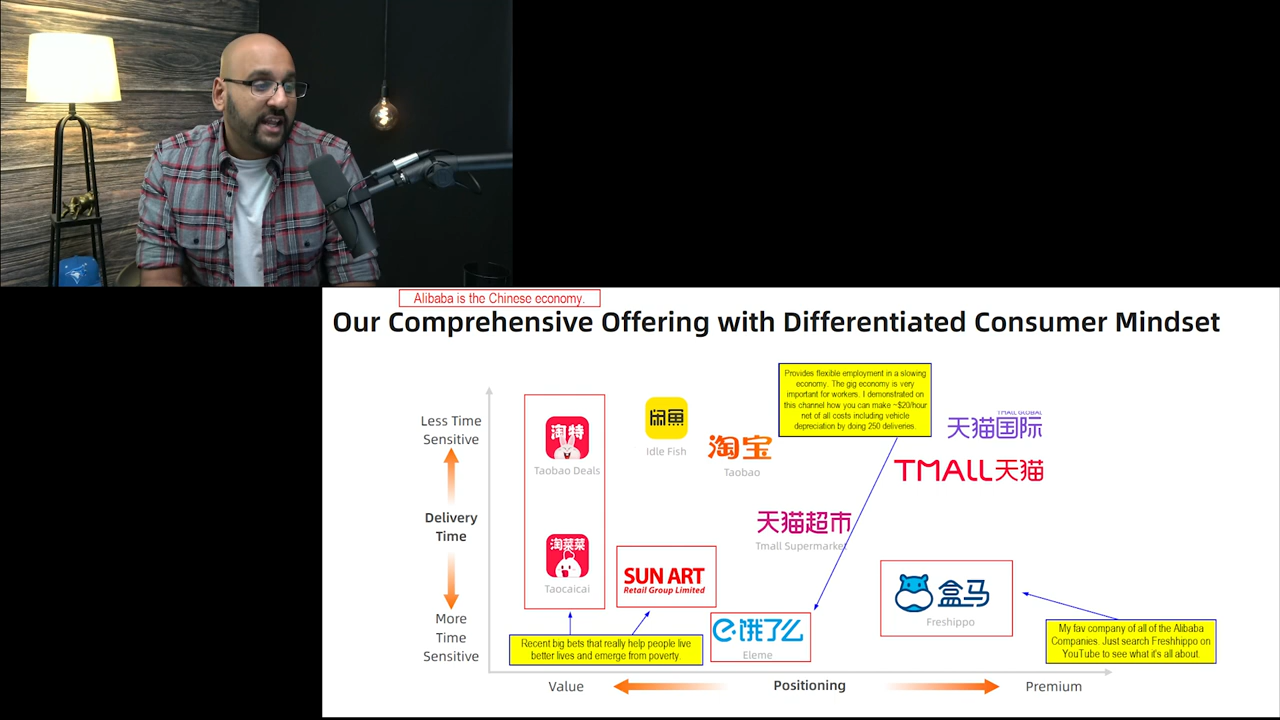 Alibaba is the Chinese economy.
Our Comprehensive Offering with Differentiated Consumer Mindset
Provides flexible employment in a slowing
economy. The gig economy is very
important for workers. I demonstrated on
this channel how you can make ~$20/hour
net of all costs including vehicle
depreciation by doing 250 deliveries.
Less Time
Sensitive
Delivery
Time
More
Time
Sensitive
淘特
Taobao Deals
闲鱼
Idle Fish
淘宝
Taobao
TMALL GLOBAL
天猫国际
TMALL天猫
天猫超市
Tmall Supermarket
淘菜菜
Taocaicai
SUN ART
Retail Group Limited
饿了么
Eleme
盒马
Freshippo
Recent big bets that really help people live
better lives and emerge from poverty.
My fav company of all of the Alibaba
Companies. Just search Freshhippo on
YouTube to see what it's all about.
Value
Positioning
Premium